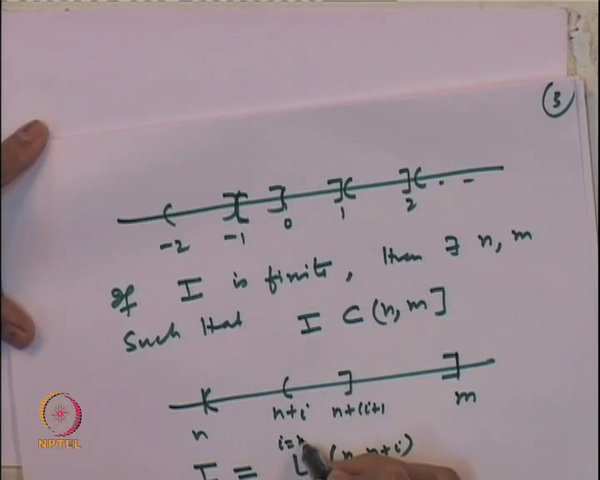 3
-2 -1 0 1 2
If I is finite, then ∃ n, m
Such that I ⊂ (n, m]
n n+i n+(i+1 m
i=
I = (n, n+i)
NPTEL